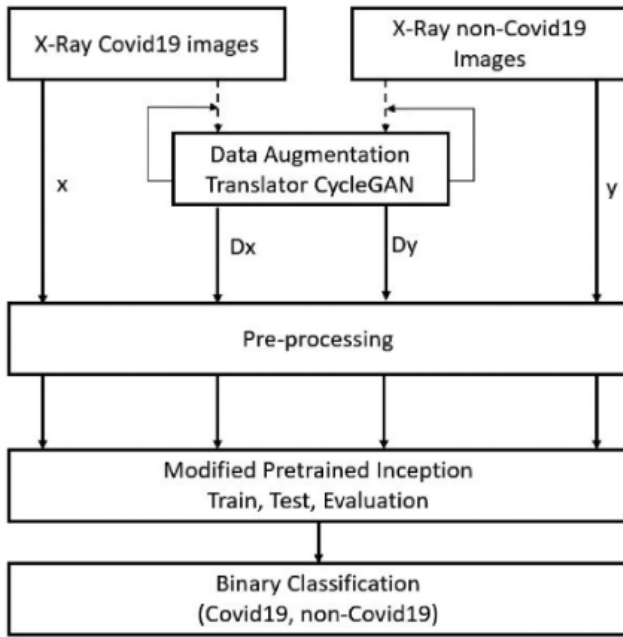 X-Ray Covid19 images
X-Ray non-Covid19
Images
Data Augmentation
Translator CycleGAN
x
y
Dx
Dy
Pre-processing
Modified Pretrained Inception
Train, Test, Evaluation
Binary Classification
(Covid19, non-Covid19)